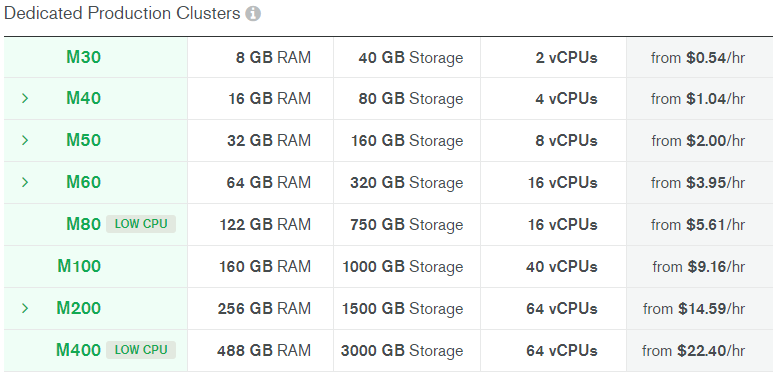 Dedicated Production Clusters
M30 8 GB RAM 40 GB Storage 2 vCPUs from $0.54/hr
M40 16 GB RAM 80 GB Storage 4 vCPUs from $1.04/hr
M50 32 GB RAM 160 GB Storage 8 vCPUs from $2.00/hr
M60 64 GB RAM 320 GB Storage 16 vCPUs from $3.95/hr
M80 LOW CPU 122 GB RAM 750 GB Storage 16 vCPUs from $5.61/hr
M100 160 GB RAM 1000 GB Storage 40 vCPUs from $9.16/hr
M200 256 GB RAM 1500 GB Storage 64 vCPUs from $14.59/hr
M400 LOW CPU 488 GB RAM 3000 GB Storage 64 vCPUs from $22.40/hr